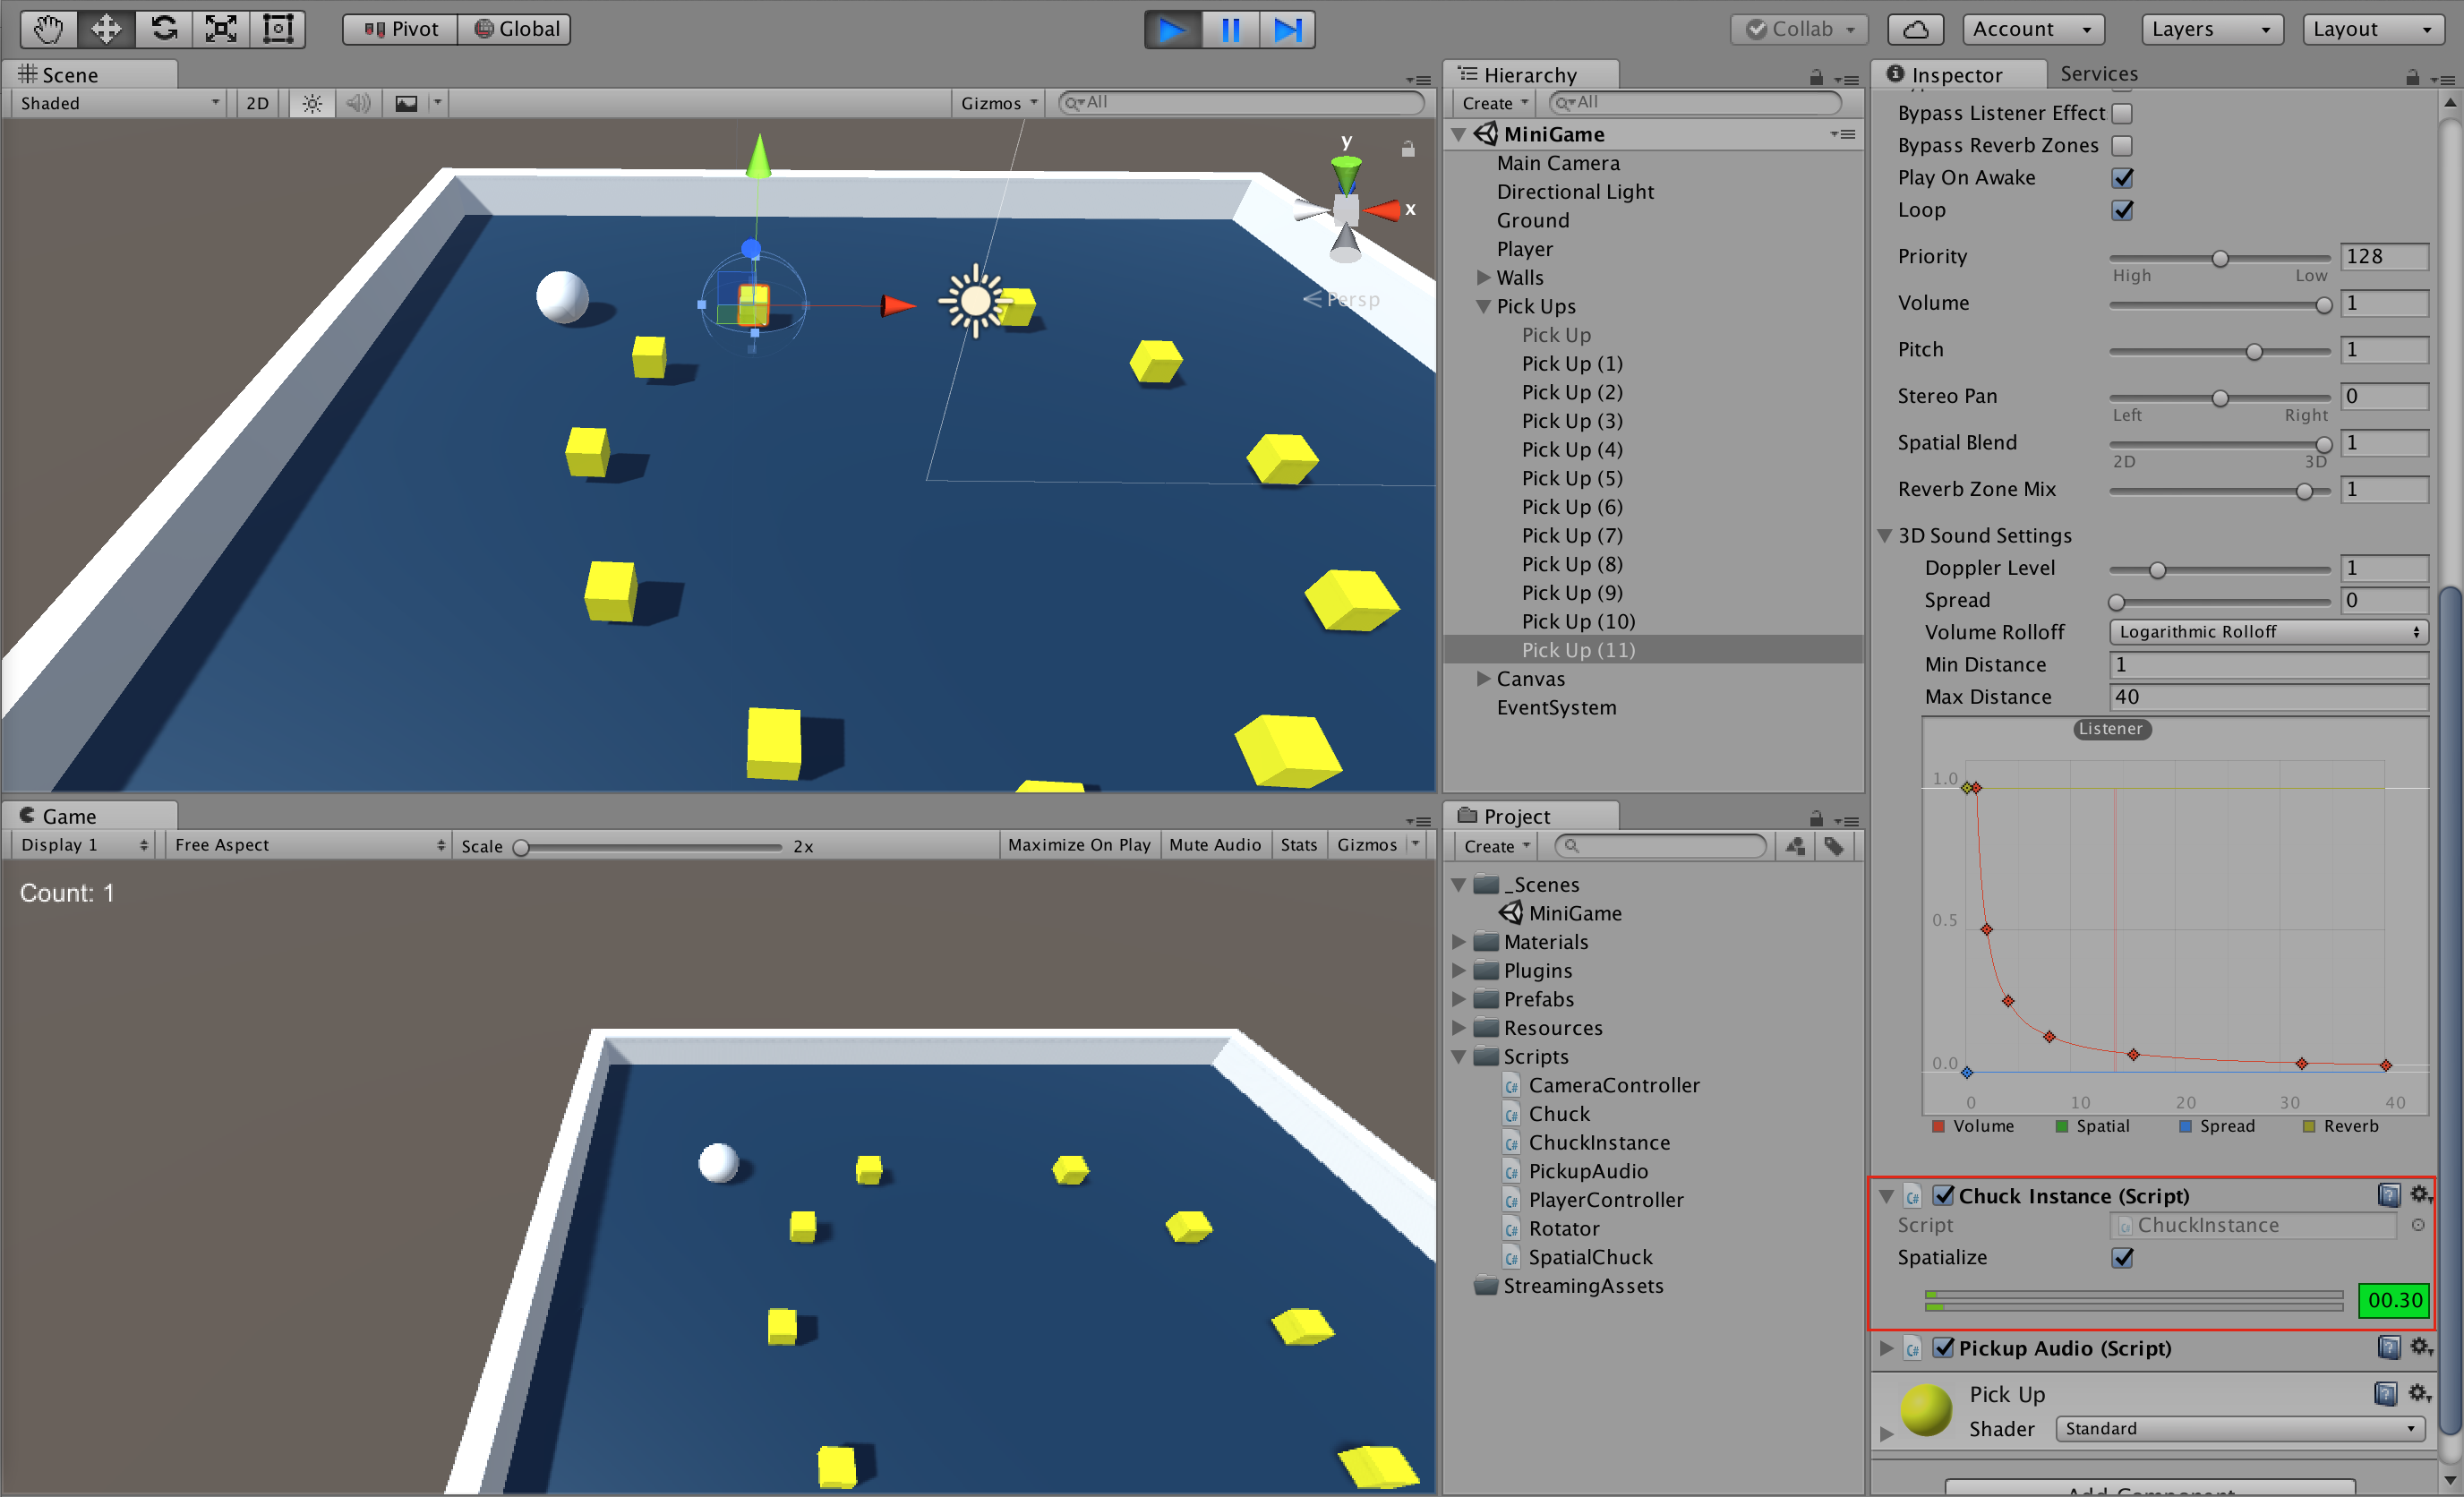 Pivot Global Collab Account Layers Layout
Scene
Shaded 2D Gizmos All
y
x
Persp
Game
Display 1 Free Aspect Scale 2x Maximize On Play Mute Audio Stats Gizmos
Count: 1
Hierarchy
Create All
MiniGame
Main Camera
Directional Light
Ground
Player
Walls
Pick Ups
Pick Up
Pick Up (1)
Pick Up (2)
Pick Up (3)
Pick Up (4)
Pick Up (5)
Pick Up (6)
Pick Up (7)
Pick Up (8)
Pick Up (9)
Pick Up (10)
Pick Up (11)
Canvas
EventSystem
Project
Create
_Scenes
MiniGame
Materials
Plugins
Prefabs
Resources
Scripts
C# CameraController
C# Chuck
C# ChuckInstance
C# PickupAudio
C# PlayerController
C# Rotator
C# SpatialChuck
StreamingAssets
Inspector Services
Bypass Listener Effect
Bypass Reverb Zones
Play On Awake
Loop
Priority 128
High Low
Volume 1
Pitch 1
Stereo Pan 0
Left Right
Spatial Blend 1
2D 3D
Reverb Zone Mix 1
3D Sound Settings
Doppler Level 1
Spread 0
Volume Rolloff Logarithmic Rolloff
Min Distance 1
Max Distance 40
Listener
1.0
0.5
0.0
0 10 20 30 40
Volume Spatial Spread Reverb
C# Chuck Instance (Script)
Script ChuckInstance
Spatialize
00.30
C# Pickup Audio (Script)
Pick Up
Shader Standard
Add Component